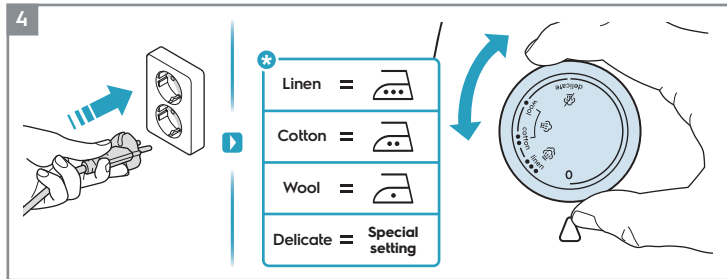 4
*
Linen =
Cotton =
Wool =
Delicate = Special
setting
delicate
wool
cotton
linen
0